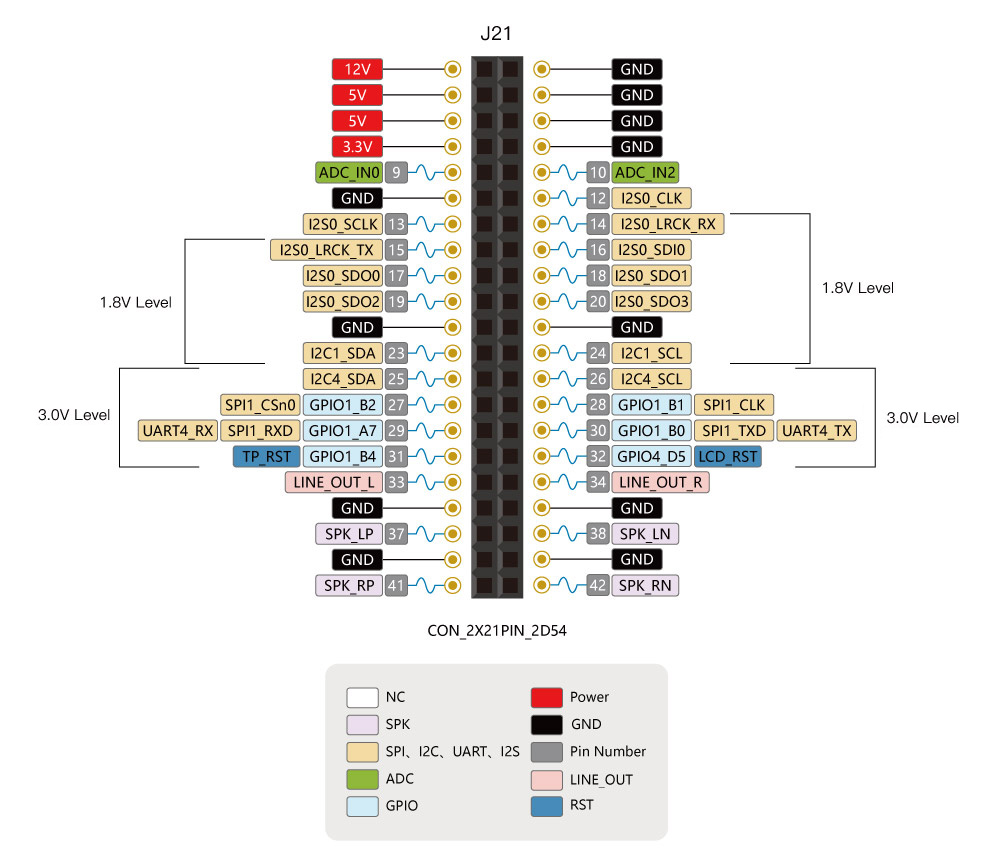 J21
12V GND
5V GND
5V GND
3.3V GND
ADC_IN0 9 10 ADC_IN2
GND 12 I2S0_CLK
I2S0_SCLK 13 14 I2S0_LRCK_RX
I2S0_LRCK_TX 15 16 I2S0_SDI0
I2S0_SDO0 17 18 I2S0_SDO1
1.8V Level 1.8V Level
I2S0_SDO2 19 20 I2S0_SDO3
GND GND
I2C1_SDA 23 24 I2C1_SCL
I2C4_SDA 25 26 I2C4_SCL
SPI1_CSn0 GPIO1_B2 27 28 GPIO1_B1 SPI1_CLK
3.0V Level 3.0V Level
UART4_RX SPI1_RXD GPIO1_A7 29 30 GPIO1_B0 SPI1_TXD UART4_TX
TP_RST GPIO1_B4 31 32 GPIO4_D5 LCD_RST
LINE_OUT_L 33 34 LINE_OUT_R
GND GND
SPK_LP 37 38 SPK_LN
GND GND
SPK_RP 41 42 SPK_RN
CON_2X21PIN_2D54
NC Power
SPK GND
SPI、I2C、UART、I2S Pin Number
ADC LINE_OUT
GPIO RST